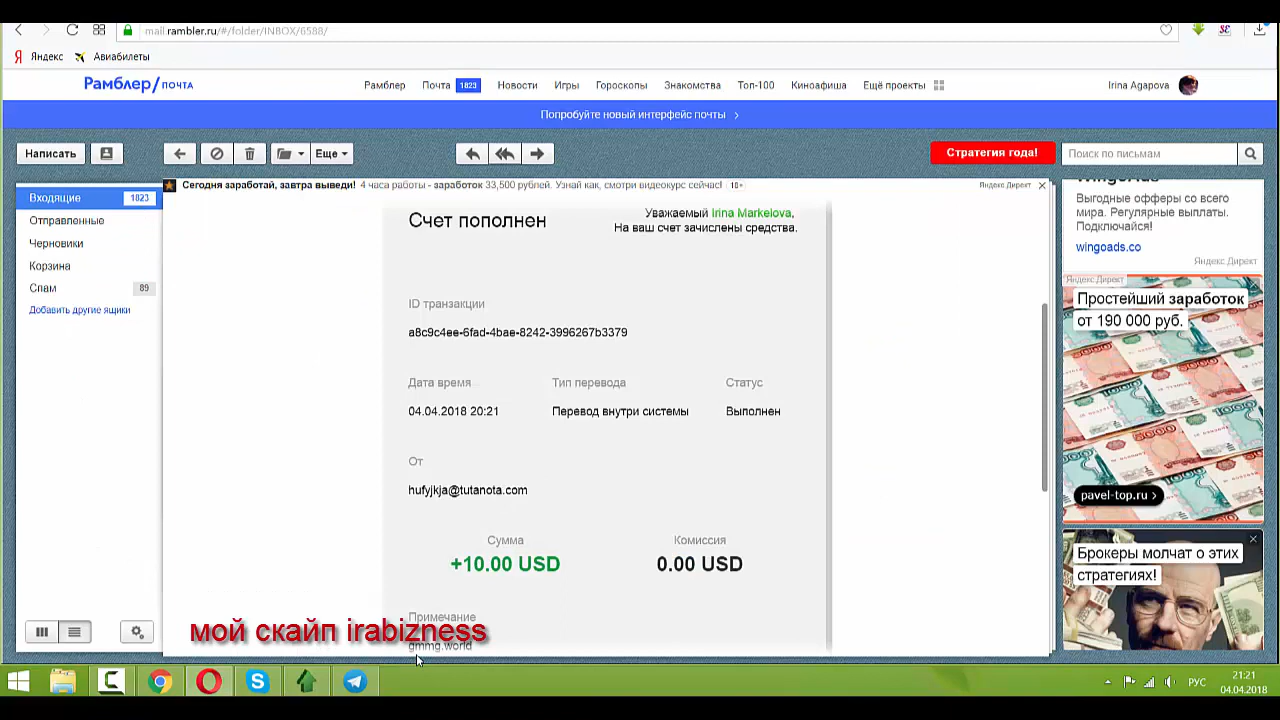 mail.rambler.ru/#/folder/INBOX/6588/
Яндекс Авиабилеты
Рамблер/ПОЧТА
Рамблер Почта 1823 Новости Игры Гороскопы Знакомства Топ-100 Киноафиша Ещё проекты Irina Agapova
Попробуйте новый интерфейс почты
Написать Еще Стратегия года! Поиск по письмам
Входящие 1823
Отправленные
Черновики
Корзина
Спам 89
Добавить другие ящики
Сегодня заработай, завтра выведи! 4 часа работы - заработок 33,500 рублей. Узнай как, смотри видеокурс сейчас! 18+ Яндекс Директ
Счет пополнен
Уважаемый Irina Markelova,
На ваш счет зачислены средства.
ID транзакции
a8c9c4ee-6fad-4bae-8242-3996267b3379
Дата время Тип перевода Статус
04.04.2018 20:21 Перевод внутри системы Выполнен
От
hufyjkja@tutanota.com
Сумма Комиссия
+10.00 USD 0.00 USD
Примечание
gmmg.world
мой скайп irabizness
WingoAds
Выгодные офферы со всего
мира. Регулярные выплаты.
Подключайся!
wingoads.co
Яндекс Директ
Яндекс Директ
Простейший заработок
от 190 000 руб.
pavel-top.ru
Брокеры молчат о этих
стратегиях!
РУС
21:21
04.04.2018